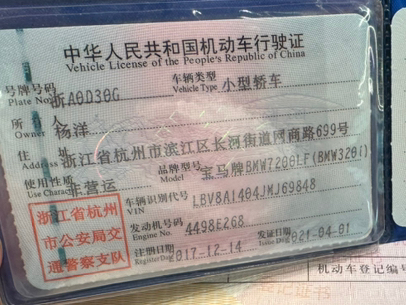 中华人民共和国机动车行驶证
Vehicle License of the People's Republic of China
号牌号码 浙A0D30G 车辆类型 小型轿车
Plate No. Vehicle Type
所有人 杨洋
Owner
住址 浙江省杭州市滨江区长河街道网商路699号
Address
使用性质 非营运 品牌型号 宝马牌BMW7200LF(BMW320i)
Use Character Model
浙江省杭州
市公安局交
通警察支队
车辆识别代号 LBV8A1404JMJ69848
VIN
发动机号码 4498E268
Engine No.
注册日期 2017-12-14 发证日期 2021-04-01
Register Date Issue Date
机动车登记编号